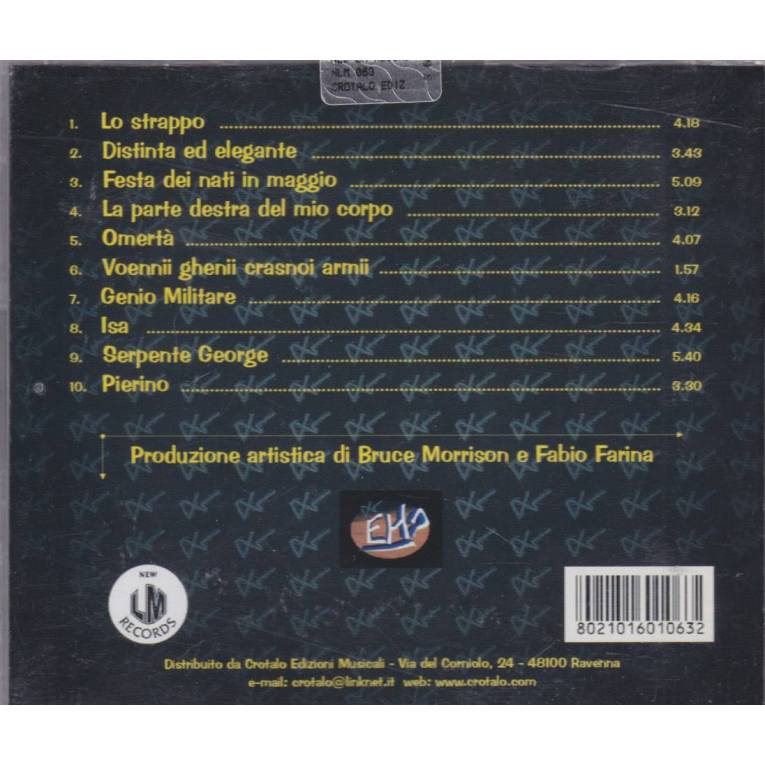 NLM 063
CROTALO EDIZ
1. Lo strappo 4.18
2. Distinta ed elegante 3.43
3. Festa dei nati in maggio 5.09
4. La parte destra del mio corpo 3.12
5. Omertà 4.07
6. Voennii ghenii crasnoi armii 1.57
7. Genio Militare 4.16
8. Isa 4.34
9. Serpente George 5.40
10. Pierino 3.30
Produzione artistica di Bruce Morrison e Fabio Farina
EH?
NEW
LM
RECORDS
8021016010632
Distribuito da Crotalo Edizioni Musicali - Via del Corniolo, 24 - 48100 Ravenna
e-mail: crotalo@linknet.it web: www.crotalo.com